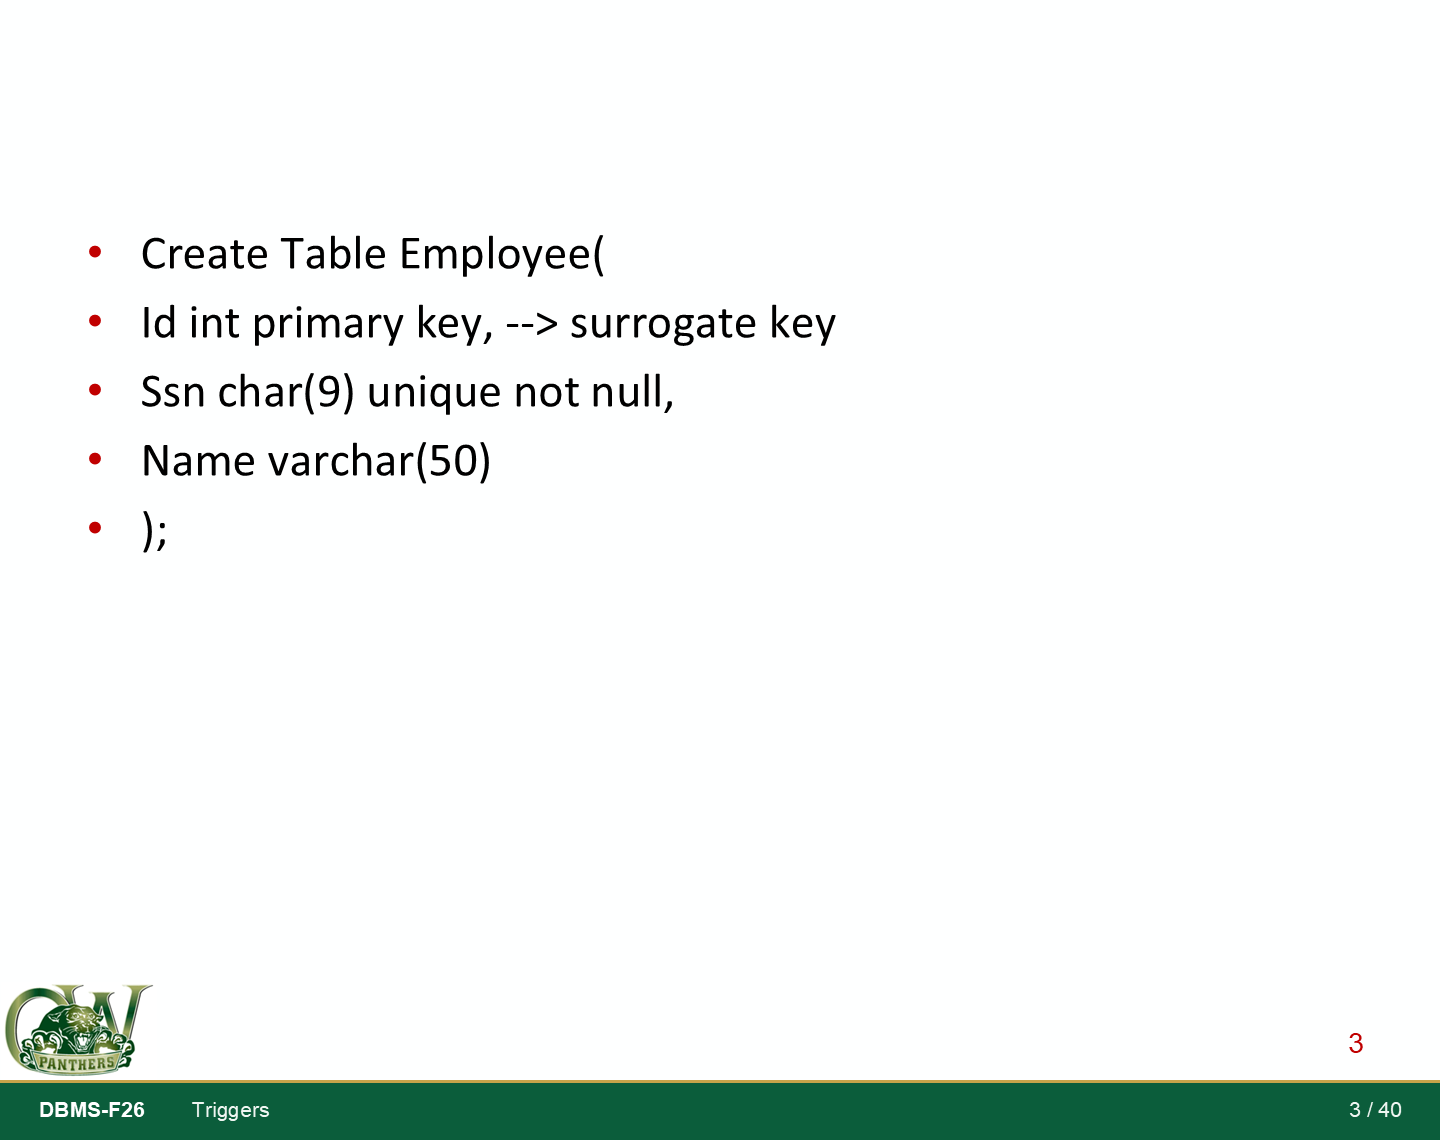 • Create Table Employee(
• Id int primary key, --> surrogate key
• Ssn char(9) unique not null,
• Name varchar(50)
• );
OW
PANTHERS
3
DBMS-F26 Triggers 3 / 40